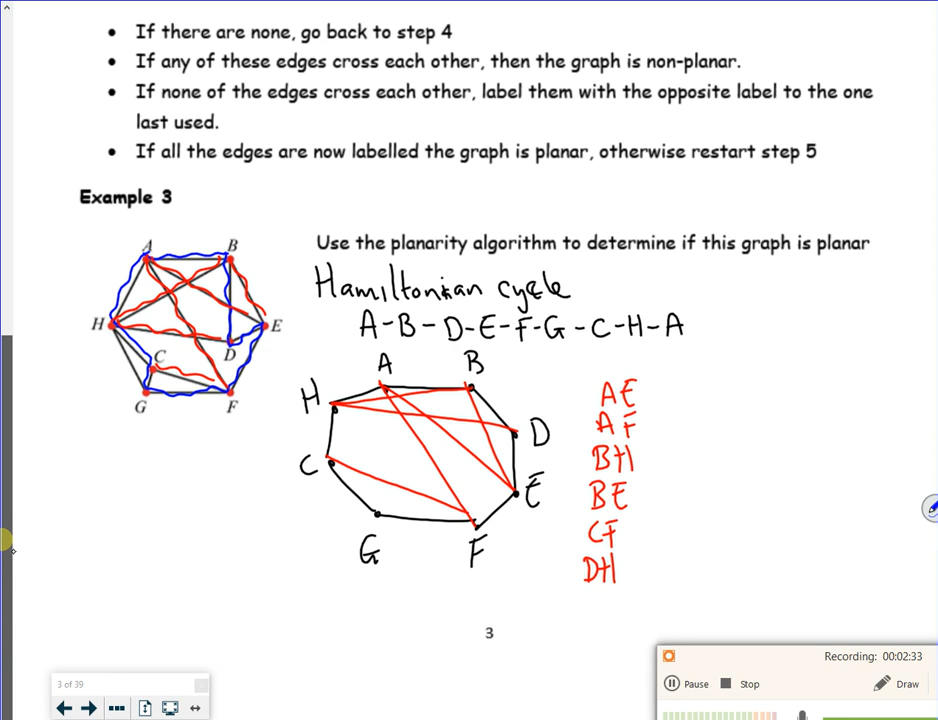 • If there are none, go back to step 4
• If any of these edges cross each other, then the graph is non-planar.
• If none of the edges cross each other, label them with the opposite label to the one
last used.
• If all the edges are now labelled the graph is planar, otherwise restart step 5
Example 3
Use the planarity algorithm to determine if this graph is planar
A
B
H
E
D
C
G
F
Hamiltonian cycle
A-B-D-E-F-G-C-H-A
A
B
H
D
C
E
G
F
AE
AF
BH
BE
CF
DH
3
Recording: 00:02:33
Pause
Stop
Draw
3 of 39